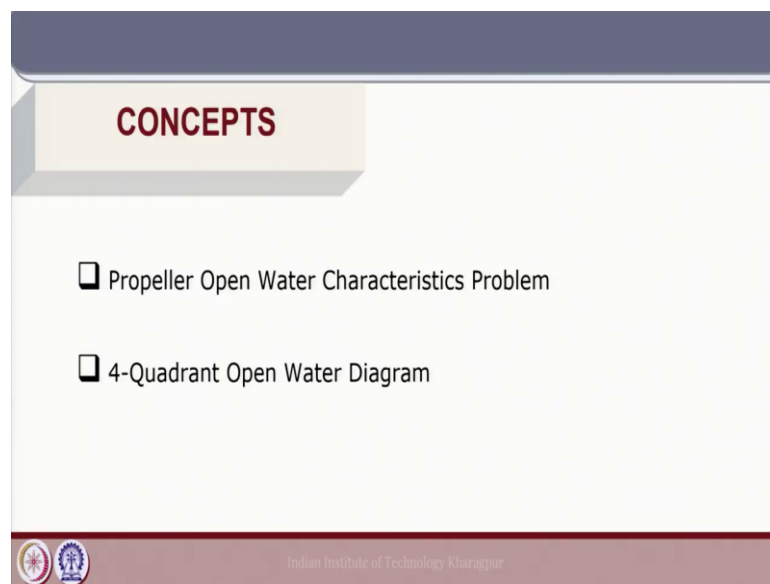 CONCEPTS
Propeller Open Water Characteristics Problem
4-Quadrant Open Water Diagram
Indian Institute of Technology Kharagpur